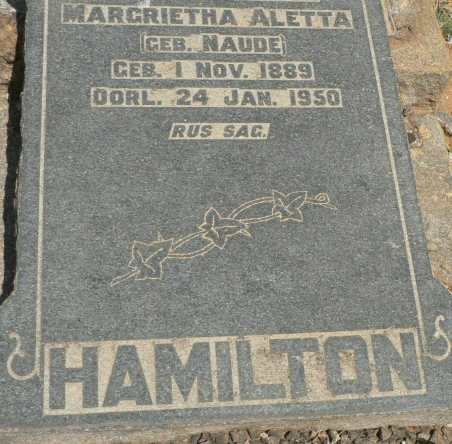 MARGRIETHA ALETTA
(GEB. NAUDE)
GEB. 1 NOV. 1889
OORL. 24 JAN. 1950
RUS SAG.
HAMILTON